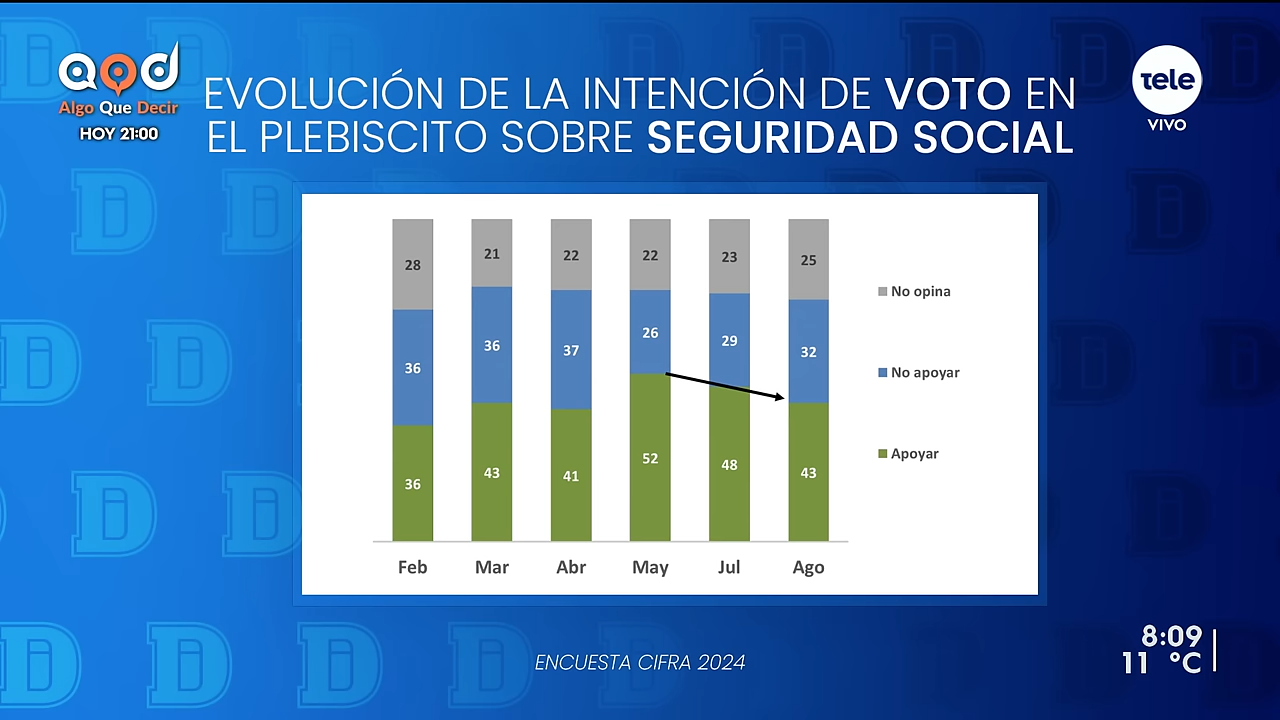 aqd
Algo Que Decir
HOY 21:00
EVOLUCIÓN DE LA INTENCIÓN DE VOTO EN
EL PLEBISCITO SOBRE SEGURIDAD SOCIAL
tele
VIVO
28 21 22 22 23 25
36 36 37 26 29 32
36 43 41 52 48 43
Feb Mar Abr May Jul Ago
No opina
No apoyar
Apoyar
ENCUESTA CIFRA 2024
8:09
11 °C